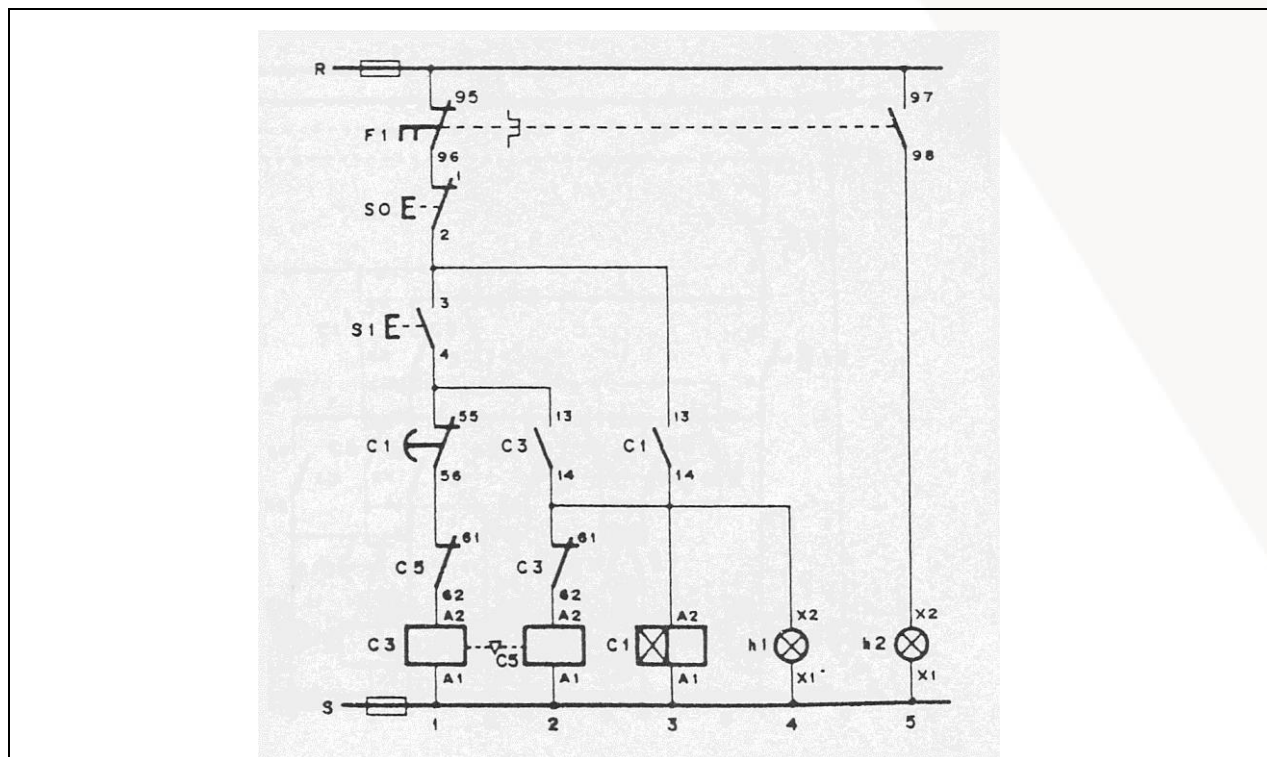 R
95 97
F1
96 98
1
S0
2
3
S1
4
55 13 13
C1 C3 C1
56 14 14
61 61
C5 C3
62 62
A2 A2 A2 X2 X2
C3 C5 C1 h1 h2
A1 A1 A1 X1 X1
S
1 2 3 4 5